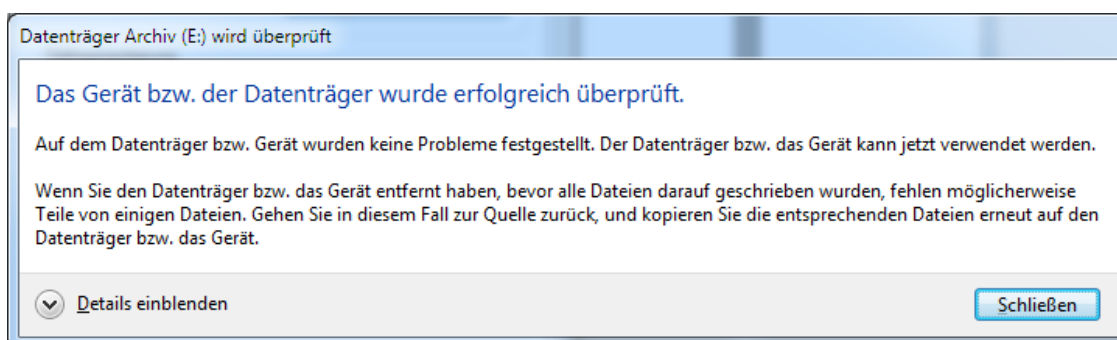 Datenträger Archiv (E:) wird überprüft
Das Gerät bzw. der Datenträger wurde erfolgreich überprüft.
Auf dem Datenträger bzw. Gerät wurden keine Probleme festgestellt. Der Datenträger bzw. das Gerät kann jetzt verwendet werden.
Wenn Sie den Datenträger bzw. das Gerät entfernt haben, bevor alle Dateien darauf geschrieben wurden, fehlen möglicherweise
Teile von einigen Dateien. Gehen Sie in diesem Fall zur Quelle zurück, und kopieren Sie die entsprechenden Dateien erneut auf den
Datenträger bzw. das Gerät.
Details einblenden
Schließen